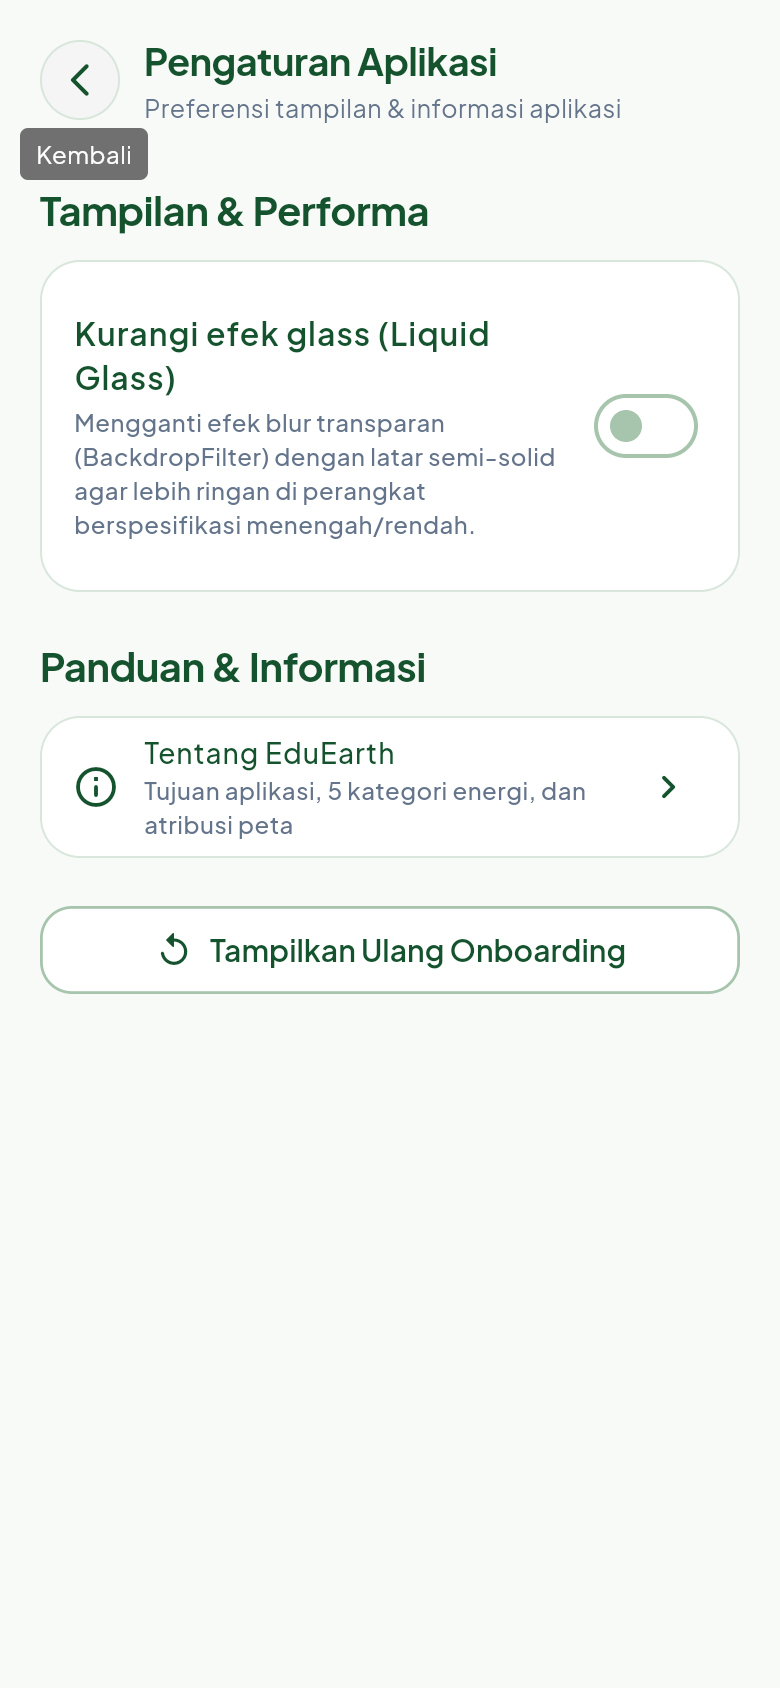 Pengaturan Aplikasi
Preferensi tampilan & informasi aplikasi
Kembali
Tampilan & Performa
Kurangi efek glass (Liquid
Glass)
Mengganti efek blur transparan
(BackdropFilter) dengan latar semi-solid
agar lebih ringan di perangkat
berspesifikasi menengah/rendah.
Panduan & Informasi
Tentang EduEarth
Tujuan aplikasi, 5 kategori energi, dan
atribusi peta
Tampilkan Ulang Onboarding